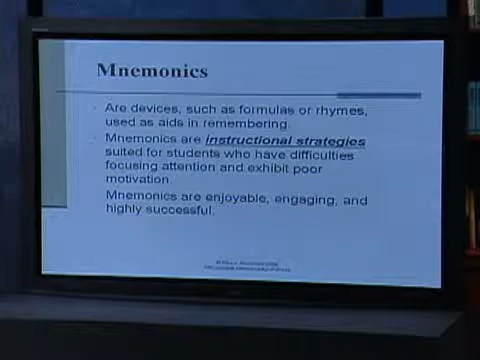 Mnemonics
Are devices, such as formulas or rhymes,
used as aids in remembering.
Mnemonics are instructional strategies
suited for students who have difficulties
focusing attention and exhibit poor
motivation.
Mnemonics are enjoyable, engaging, and
highly successful.